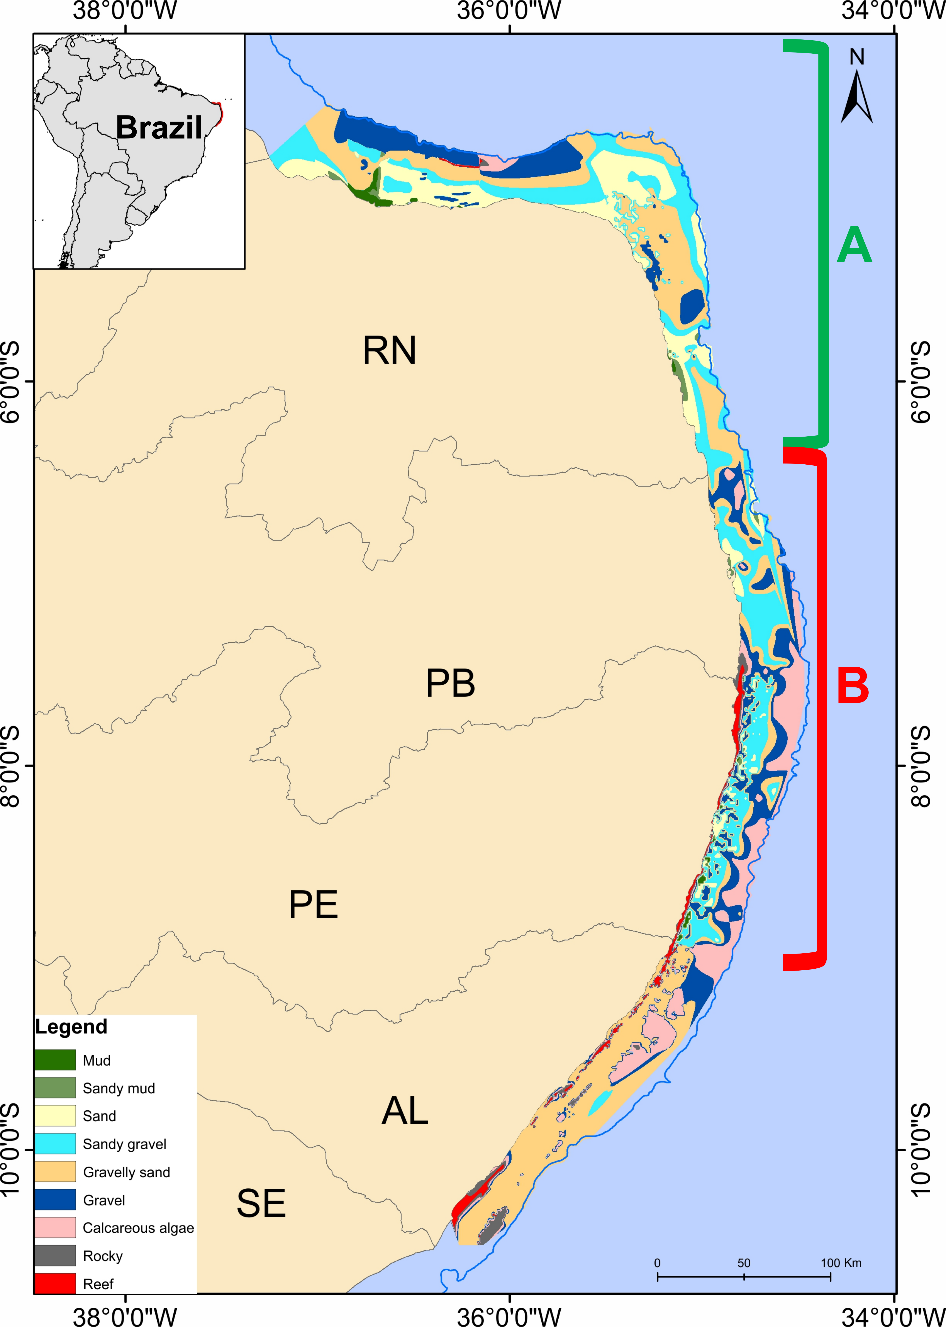 38°0'0"W 36°0'0"W 34°0'0"W
N
Brazil
A
RN
6°0'0"S 6°0'0"S
PB
B
8°0'0"S 8°0'0"S
PE
Legend
Mud
Sandy mud
Sand
Sandy gravel
Gravelly sand
Gravel
Calcareous algae
Rocky
Reef
AL
10°0'0"S 10°0'0"S
SE
0 50 100 Km
38°0'0"W 36°0'0"W 34°0'0"W